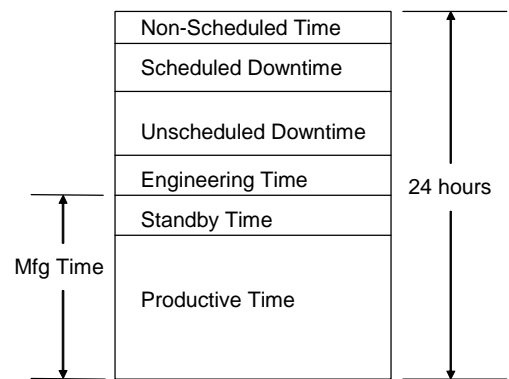 Non-Scheduled Time
Scheduled Downtime
Unscheduled Downtime
Engineering Time
24 hours
Standby Time
Mfg Time
Productive Time